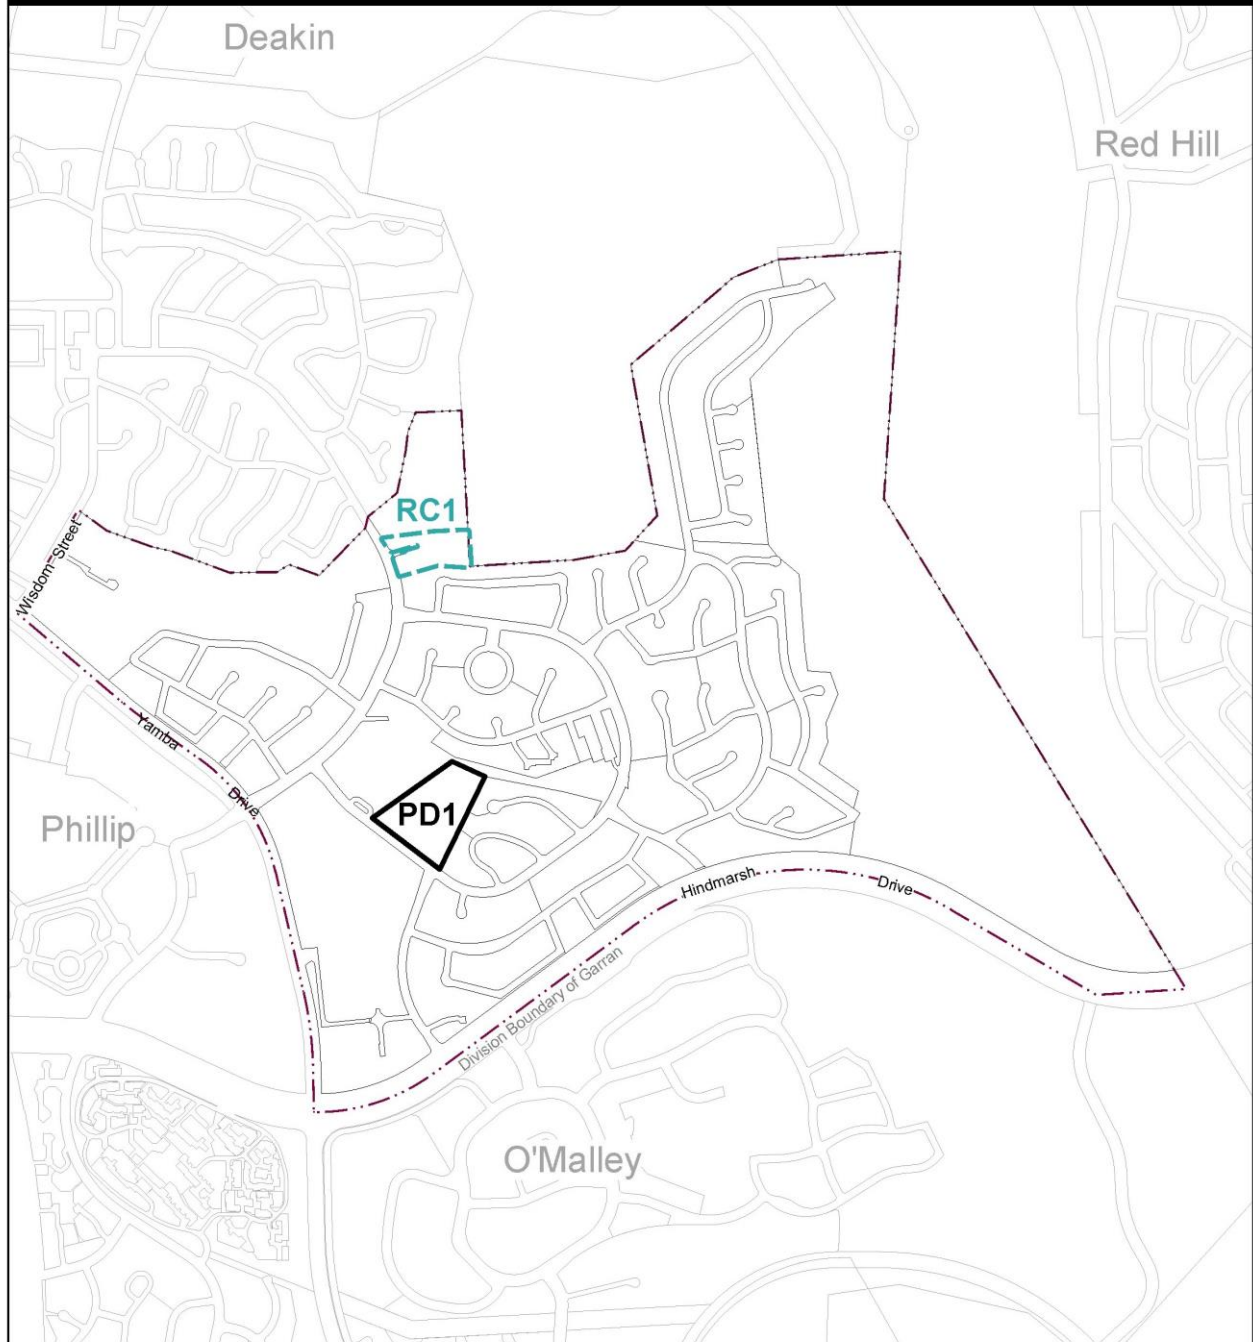 Deakin
Red Hill
RC1
Wisdom Street
Yamba
Drive
PD1
Phillip
Hindmarsh
Drive
Division Boundary of Garran
O'Malley